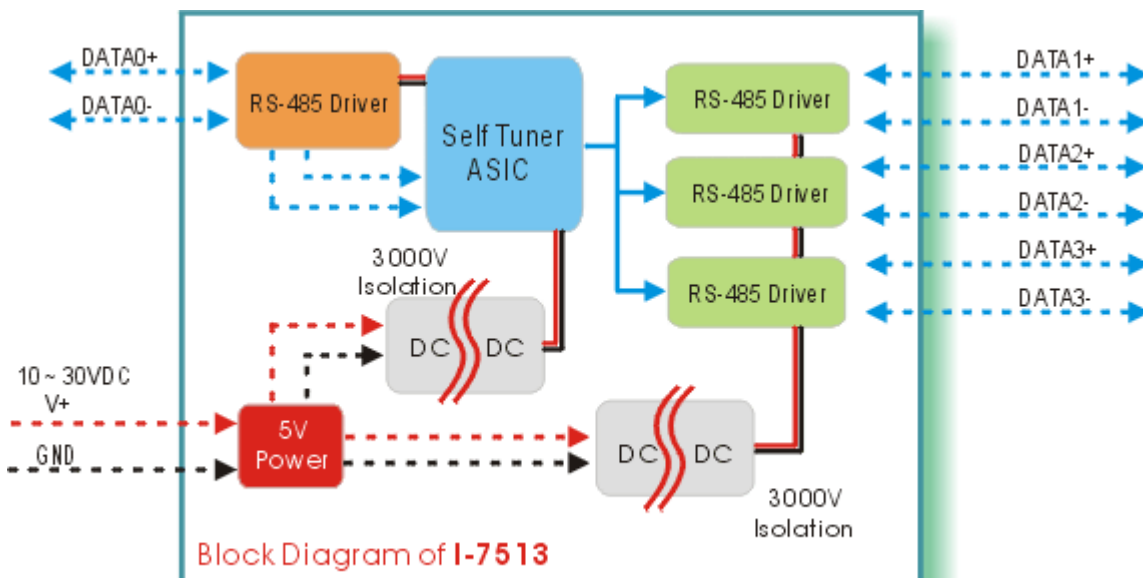 DATA0+
DATA0-
RS-485 Driver
Self Tuner
ASIC
RS-485 Driver
RS-485 Driver
RS-485 Driver
DATA1+
DATA1-
DATA2+
DATA2-
DATA3+
DATA3-
3000V
Isolation
DC DC
10~30VDC
V+
GND
5V
Power
DC DC
3000V
Isolation
Block Diagram of I-7513